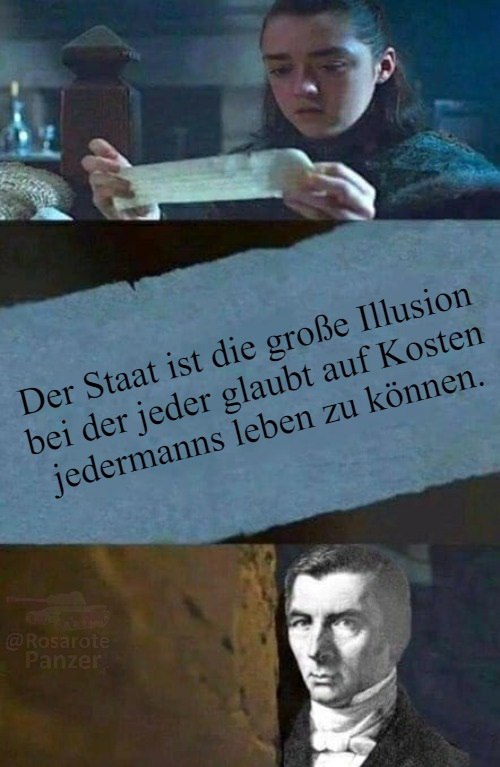 Der Staat ist die große Illusion
bei der jeder glaubt auf Kosten
jedermanns leben zu können.
@Rosarote
Panzer